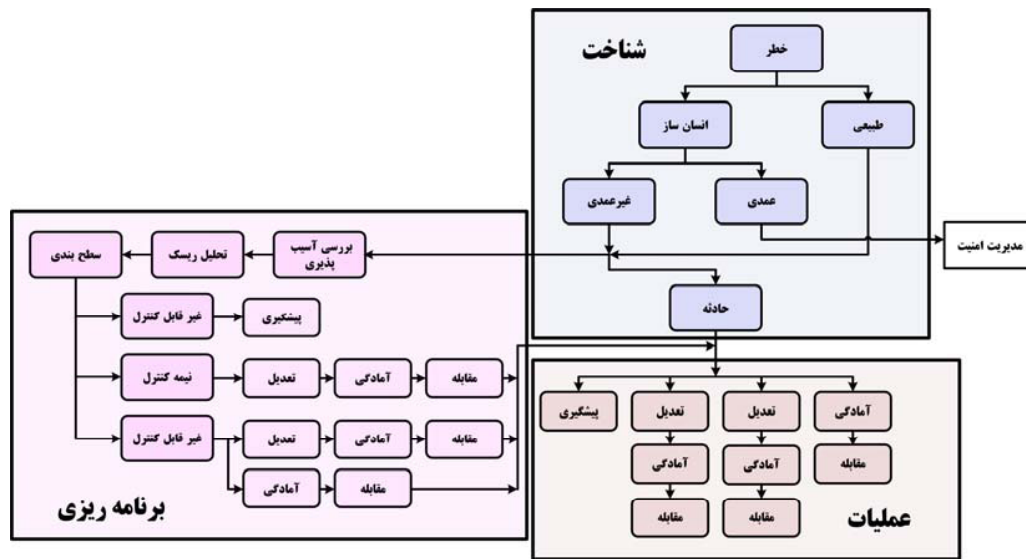 شناخت
خطر
انسان ساز
طبیعی
غیرعمدی
عمدی
مدیریت امنیت
حادثه
بررسی آسیب
پذیری
تحلیل ریسک
سطح بندی
غیر قابل کنترل
پیشگیری
نیمه کنترل
تعدیل
آمادگی
مقابله
غیر قابل کنترل
تعدیل
آمادگی
مقابله
آمادگی
مقابله
برنامه ریزی
آمادگی
تعدیل
تعدیل
پیشگیری
مقابله
آمادگی
آمادگی
مقابله
مقابله
عملیات